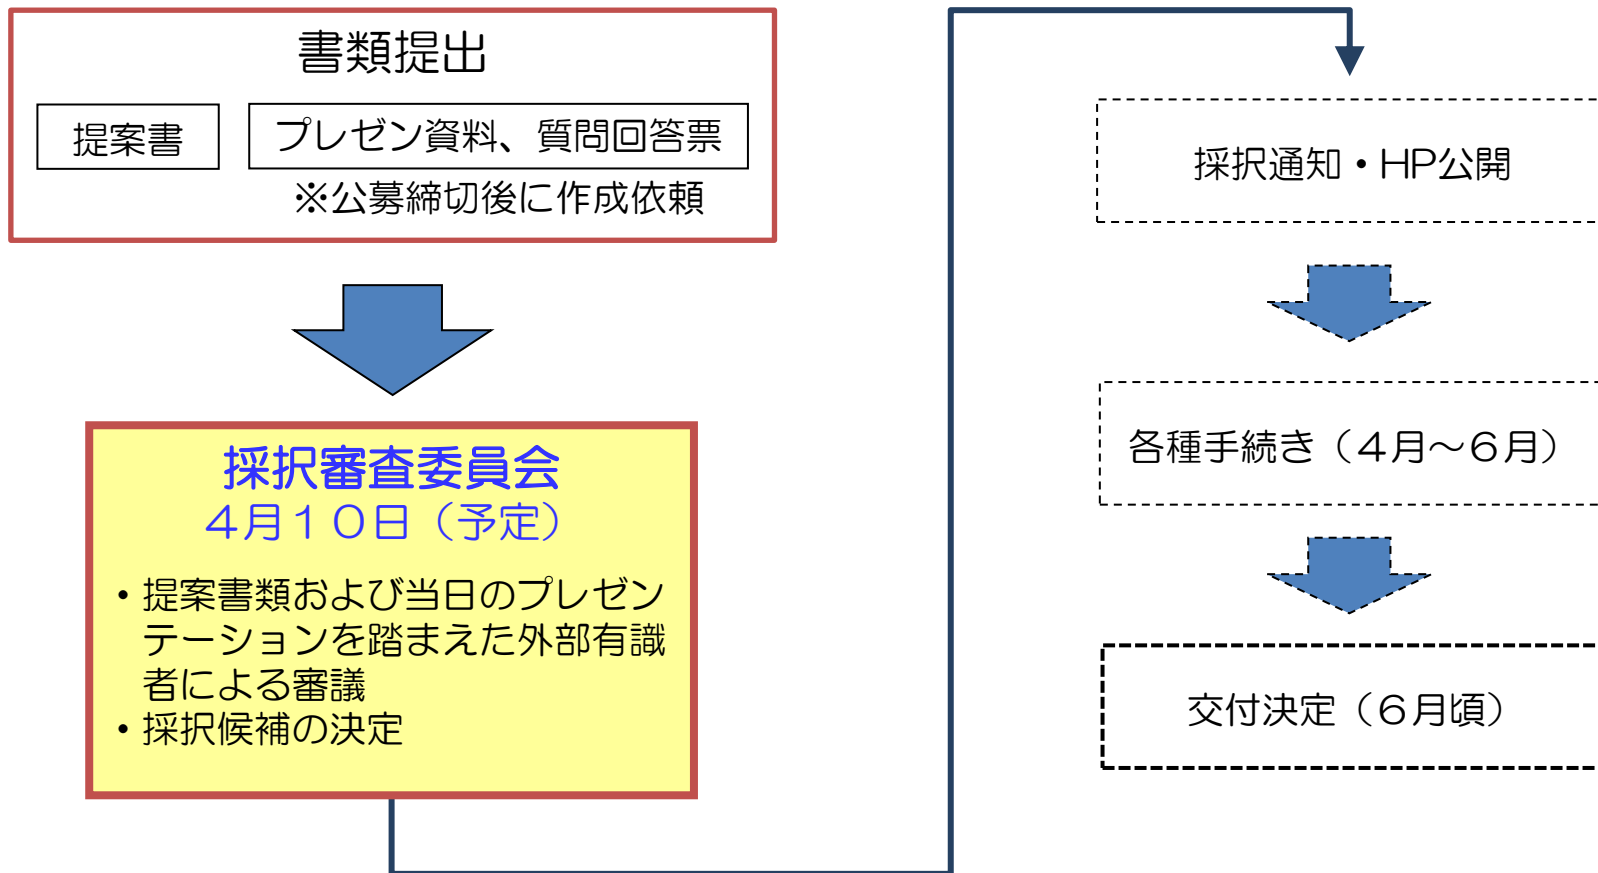 書類提出
提案書
プレゼン資料、質問回答票
※公募締切後に作成依頼
採択審査委員会
４月１０日（予定）
・提案書類および当日のプレゼン
テーションを踏まえた外部有識
者による審議
・採択候補の決定
採択通知・HP公開
各種手続き（４月～６月）
交付決定（６月頃）